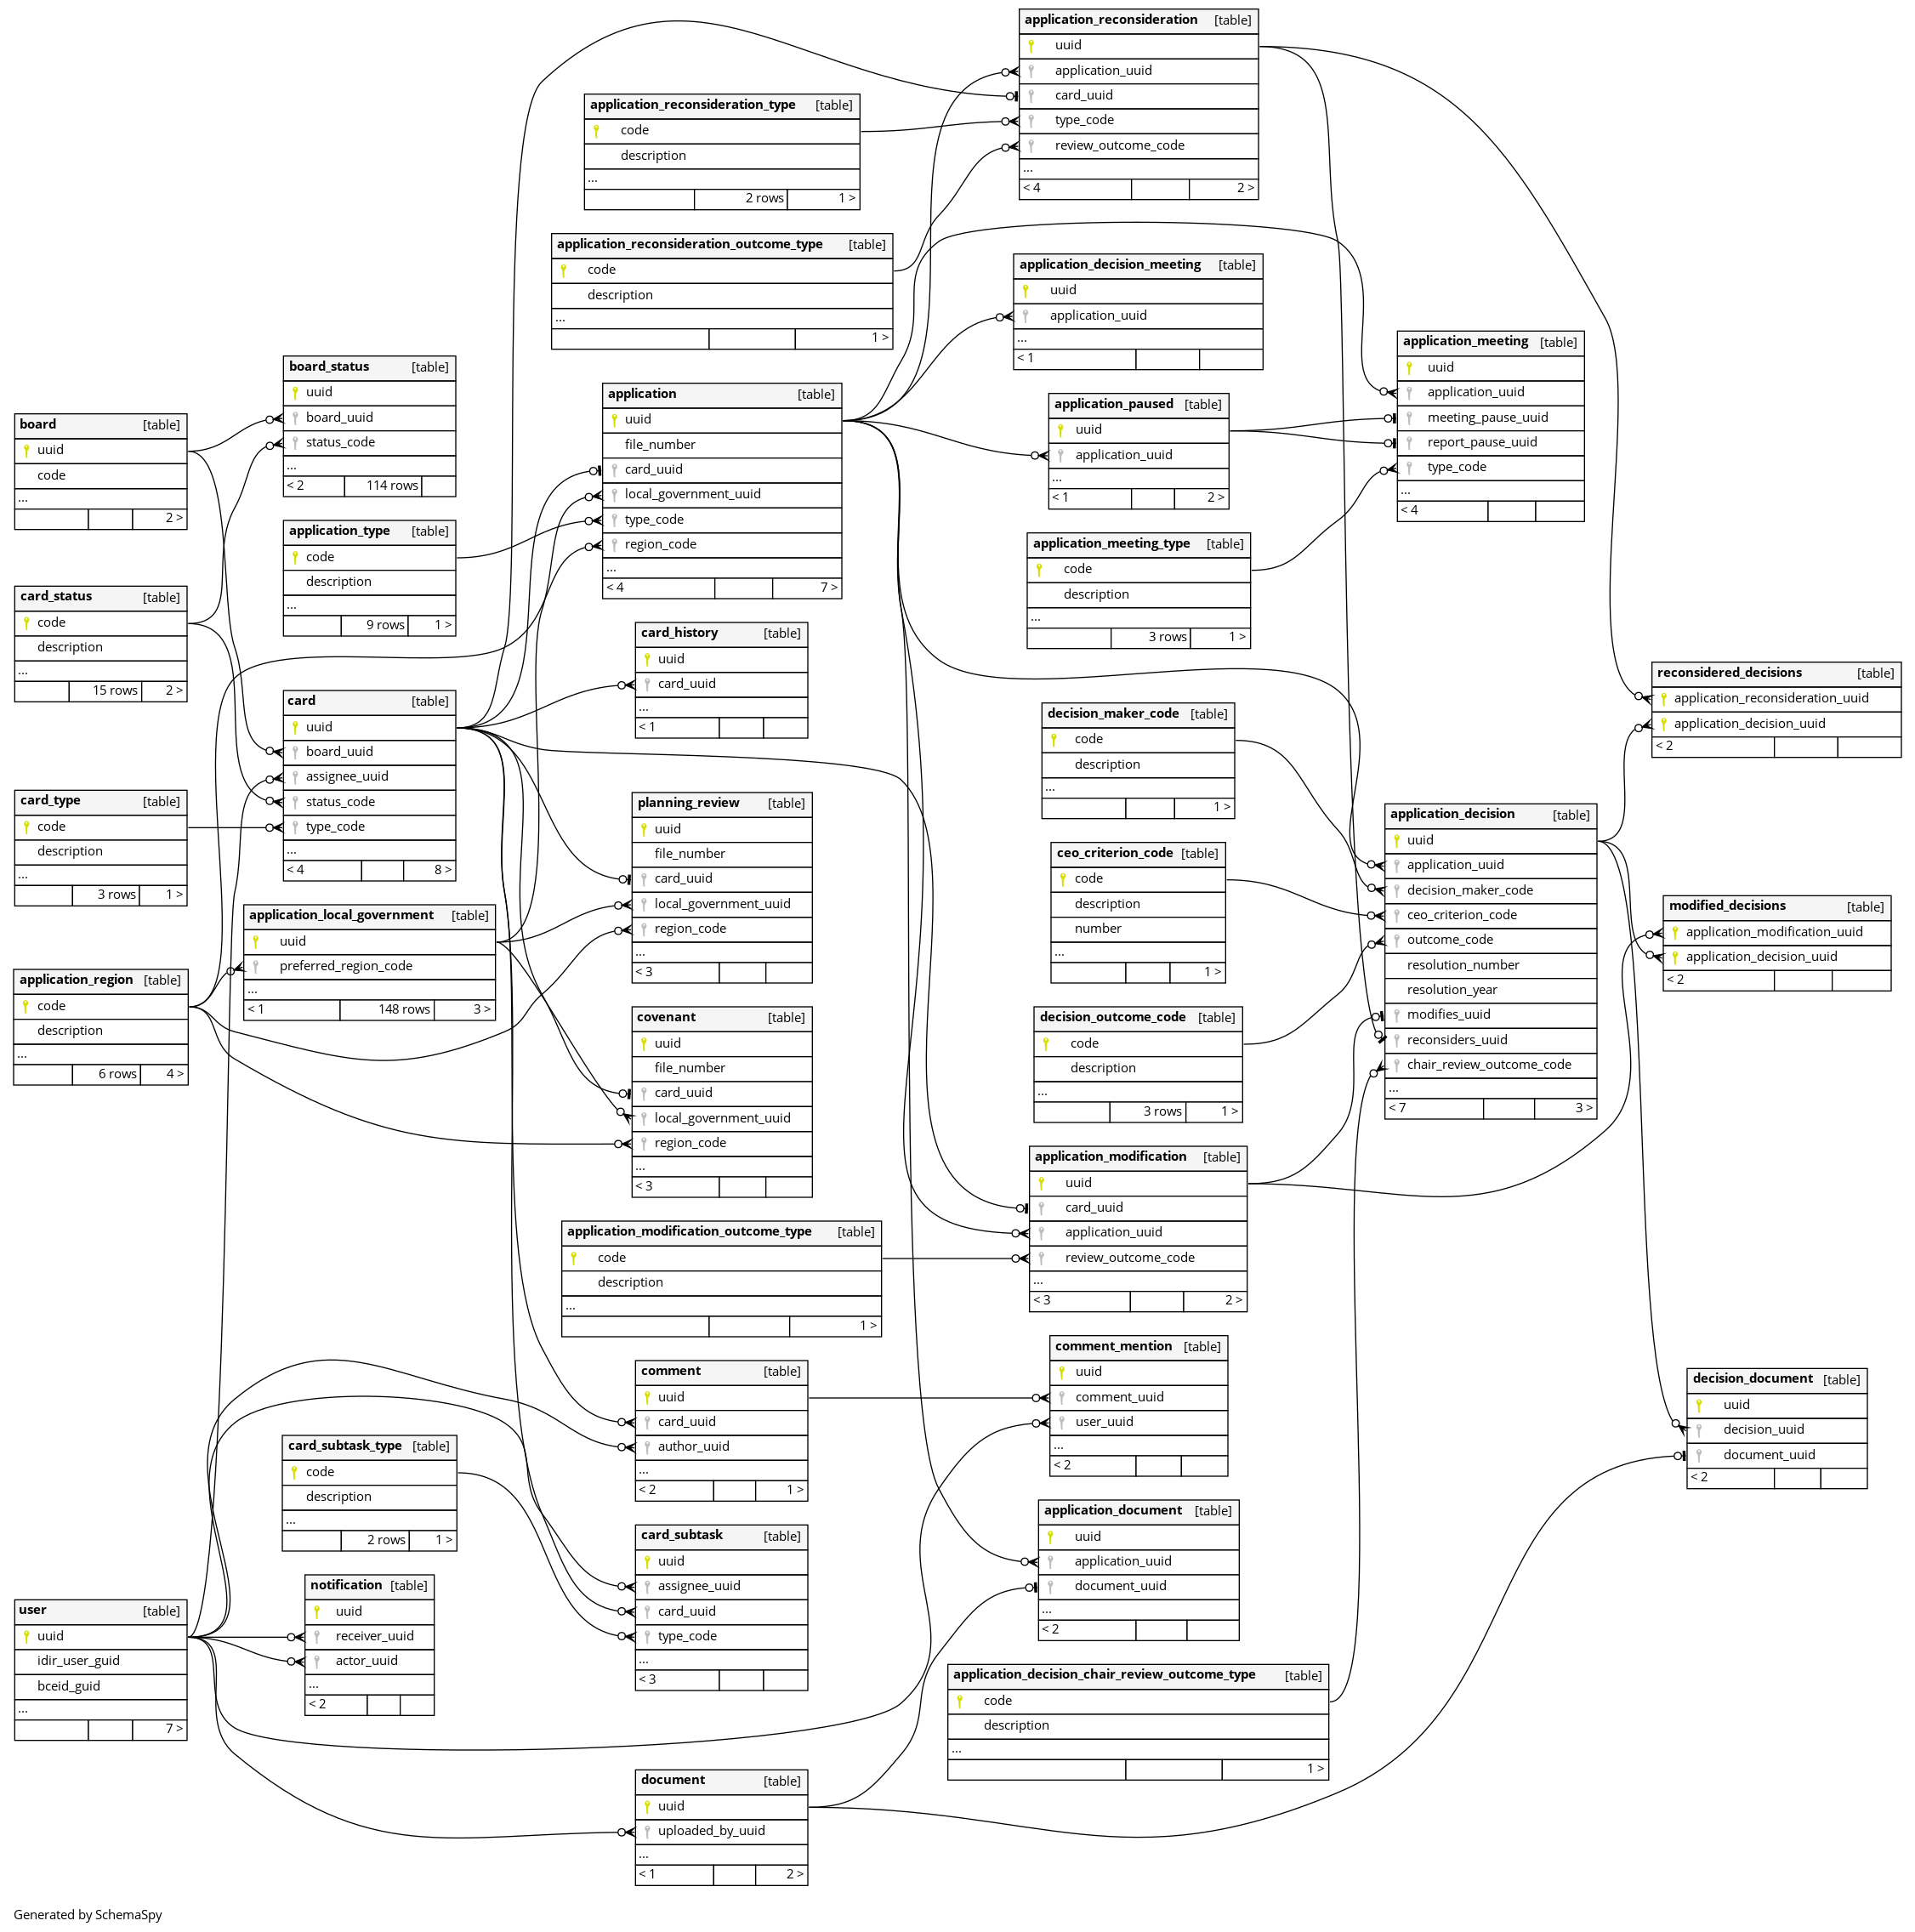 application_reconsideration [table]
uuid
application_uuid
card_uuid
type_code
review_outcome_code
...
< 4 2 >
application_reconsideration_type [table]
code
description
...
2 rows 1 >
application_reconsideration_outcome_type [table]
code
description
...
1 >
application_decision_meeting [table]
uuid
application_uuid
...
< 1
application_meeting [table]
uuid
application_uuid
meeting_pause_uuid
report_pause_uuid
type_code
...
< 4
board_status [table]
uuid
board_uuid
status_code
...
< 2 114 rows
application [table]
uuid
file_number
card_uuid
local_government_uuid
type_code
region_code
...
< 4 7 >
application_paused [table]
uuid
application_uuid
...
< 1 2 >
board [table]
uuid
code
...
2 >
application_type [table]
code
description
...
9 rows 1 >
application_meeting_type [table]
code
description
...
3 rows 1 >
card_status [table]
code
description
...
15 rows 2 >
card_history [table]
uuid
card_uuid
...
< 1
reconsidered_decisions [table]
application_reconsideration_uuid
application_decision_uuid
< 2
card [table]
uuid
board_uuid
assignee_uuid
status_code
type_code
...
< 4 8 >
decision_maker_code [table]
code
description
...
1 >
card_type [table]
code
description
...
3 rows 1 >
planning_review [table]
uuid
file_number
card_uuid
local_government_uuid
region_code
...
< 3
application_decision [table]
uuid
application_uuid
decision_maker_code
ceo_criterion_code
outcome_code
resolution_number
resolution_year
modifies_uuid
reconsiders_uuid
chair_review_outcome_code
...
< 7 3 >
ceo_criterion_code [table]
code
description
number
...
1 >
modified_decisions [table]
application_modification_uuid
application_decision_uuid
< 2
application_local_government [table]
uuid
preferred_region_code
...
< 1 148 rows 3 >
application_region [table]
code
description
...
6 rows 4 >
covenant [table]
uuid
file_number
card_uuid
local_government_uuid
region_code
...
< 3
decision_outcome_code [table]
code
description
...
3 rows 1 >
application_modification [table]
uuid
card_uuid
application_uuid
review_outcome_code
...
< 3 2 >
application_modification_outcome_type [table]
code
description
...
1 >
comment_mention [table]
uuid
comment_uuid
user_uuid
...
< 2
comment [table]
uuid
card_uuid
author_uuid
...
< 2 1 >
decision_document [table]
uuid
decision_uuid
document_uuid
< 2
card_subtask_type [table]
code
description
...
2 rows 1 >
application_document [table]
uuid
application_uuid
document_uuid
...
< 2
card_subtask [table]
uuid
assignee_uuid
card_uuid
type_code
...
< 3
notification [table]
uuid
receiver_uuid
actor_uuid
...
< 2
user [table]
uuid
idir_user_guid
bceid_guid
...
7 >
application_decision_chair_review_outcome_type [table]
code
description
...
1 >
document [table]
uuid
uploaded_by_uuid
...
< 1 2 >
Generated by SchemaSpy